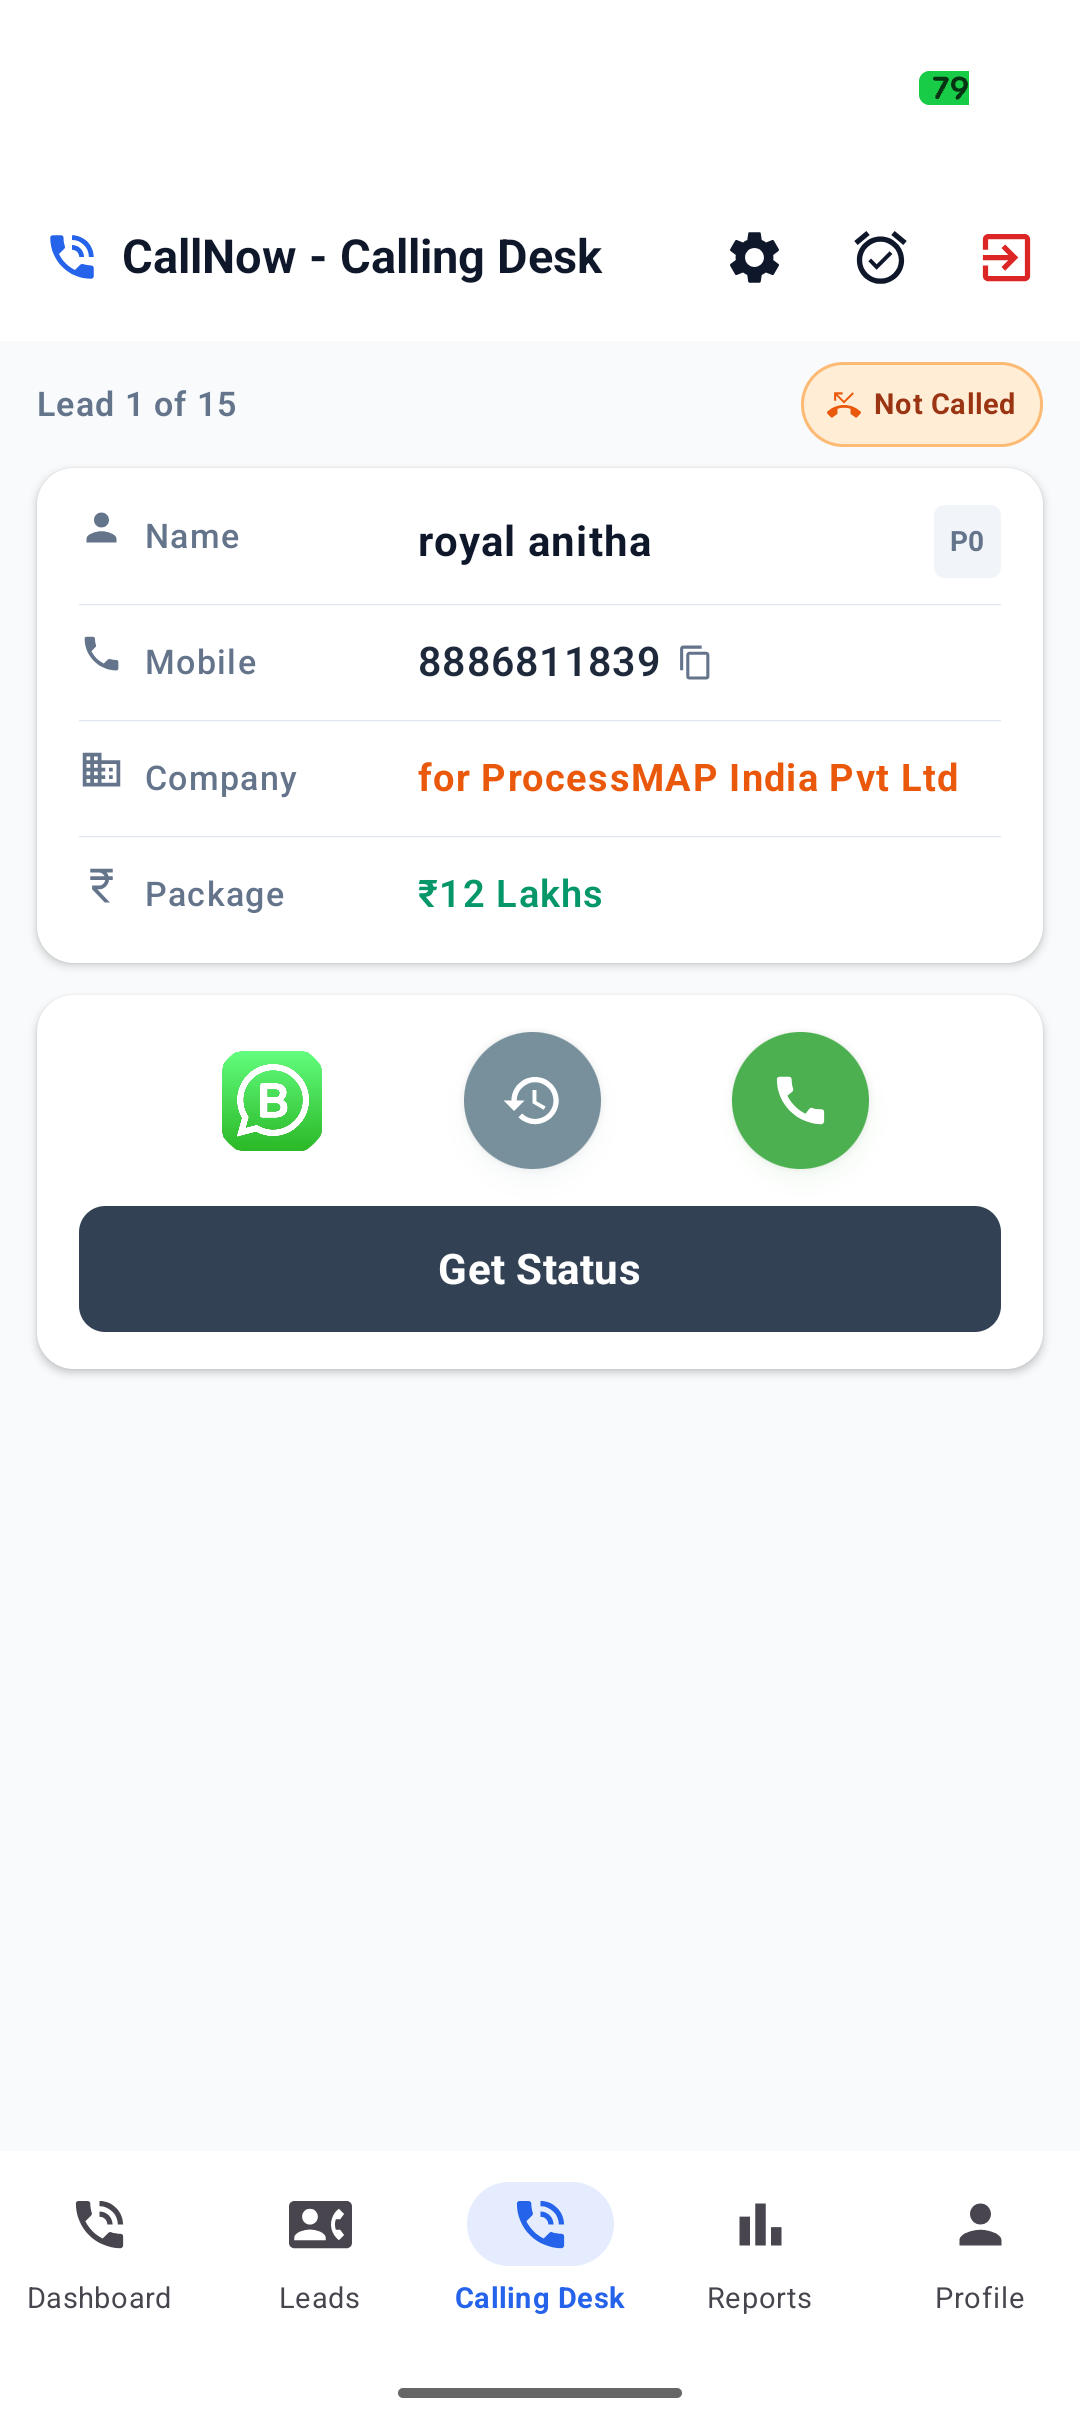 79
CallNow - Calling Desk
Lead 1 of 15
Not Called
Name
royal anitha
P0
Mobile
8886811839
Company
for ProcessMAP India Pvt Ltd
Package
₹12 Lakhs
B
Get Status
Dashboard
Leads
Calling Desk
Reports
Profile